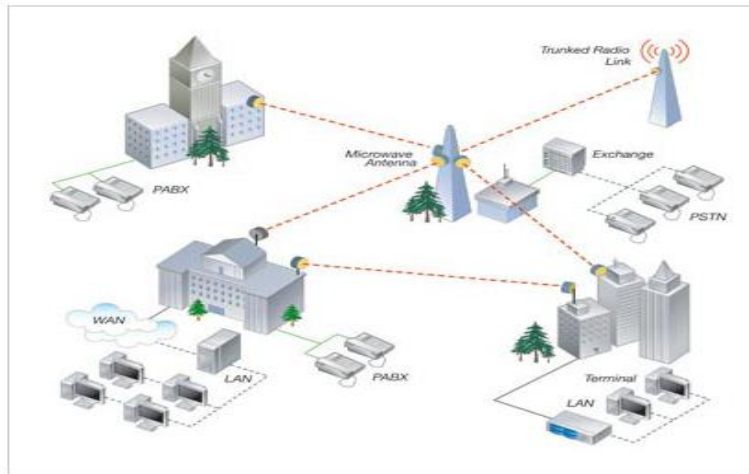 Trunked Radio
Link
Microwave
Antenna
Exchange
PABX
PSTN
WAN
LAN
PABX
Terminal
LAN